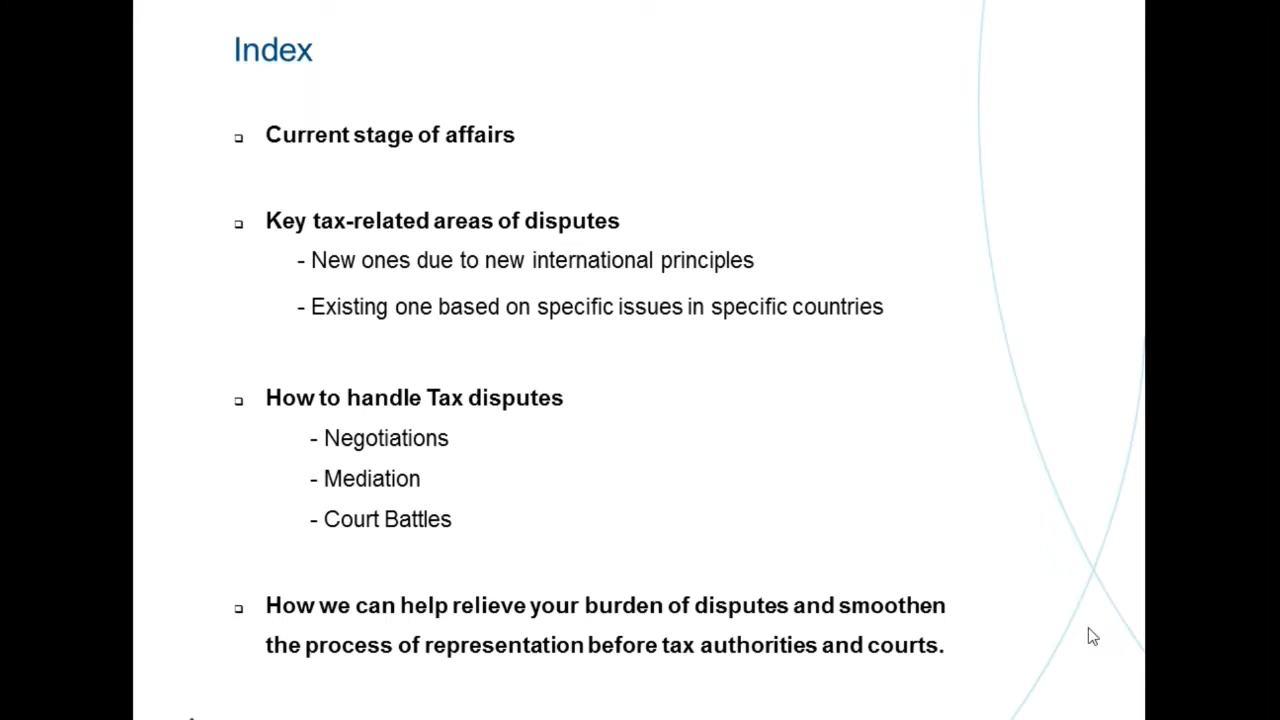 Index
Current stage of affairs
Key tax-related areas of disputes
- New ones due to new international principles
- Existing one based on specific issues in specific countries
How to handle Tax disputes
- Negotiations
- Mediation
- Court Battles
How we can help relieve your burden of disputes and smoothen
the process of representation before tax authorities and courts.